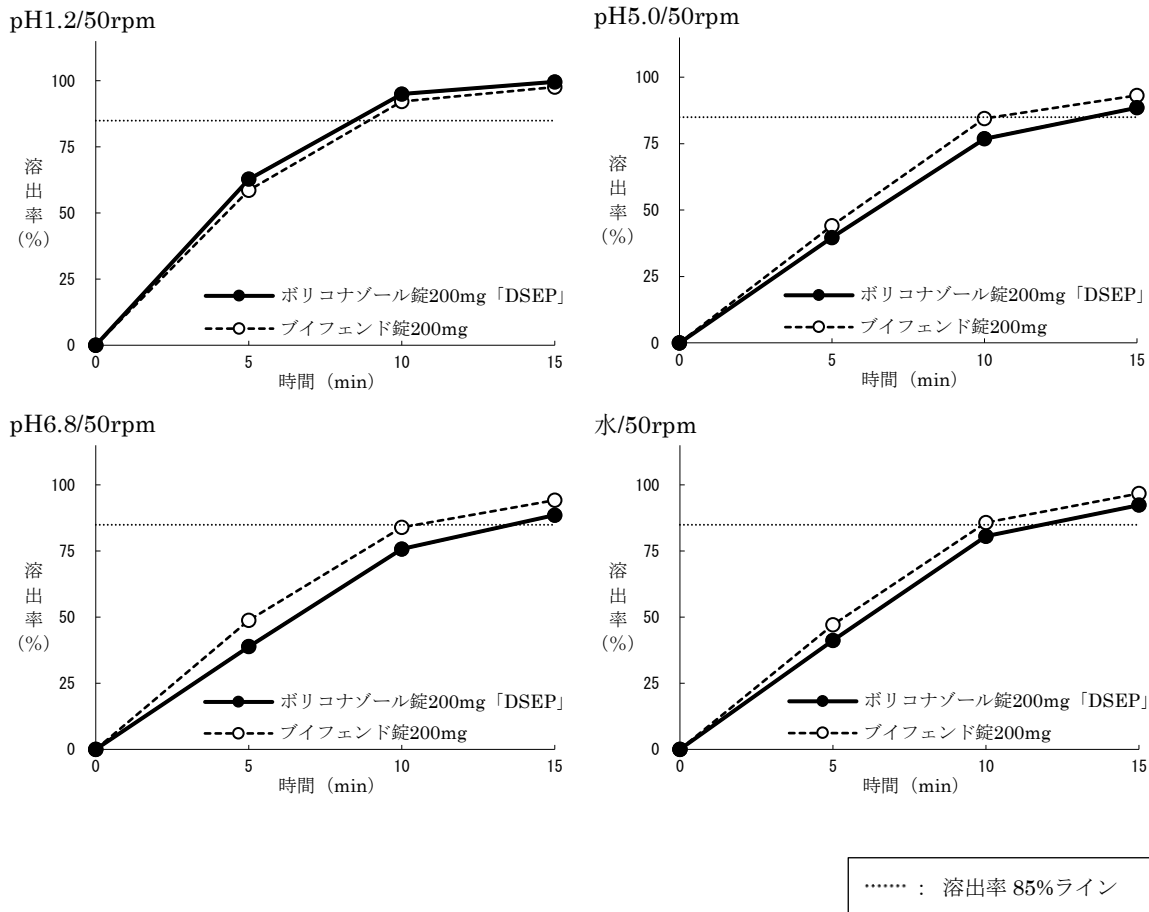 pH1.2/50rpm
100
75
50
25
0
溶出率(%)
ボリコナゾール錠200mg「DSEP」
ブイフェンド錠200mg
0 5 10 15
時間（min）
pH5.0/50rpm
100
75
50
25
0
溶出率(%)
ボリコナゾール錠200mg「DSEP」
ブイフェンド錠200mg
0 5 10 15
時間（min）
pH6.8/50rpm
100
75
50
25
0
溶出率(%)
ボリコナゾール錠200mg「DSEP」
ブイフェンド錠200mg
0 5 10 15
時間（min）
水/50rpm
100
75
50
25
0
溶出率(%)
ボリコナゾール錠200mg「DSEP」
ブイフェンド錠200mg
0 5 10 15
時間（min）
： 溶出率 85%ライン